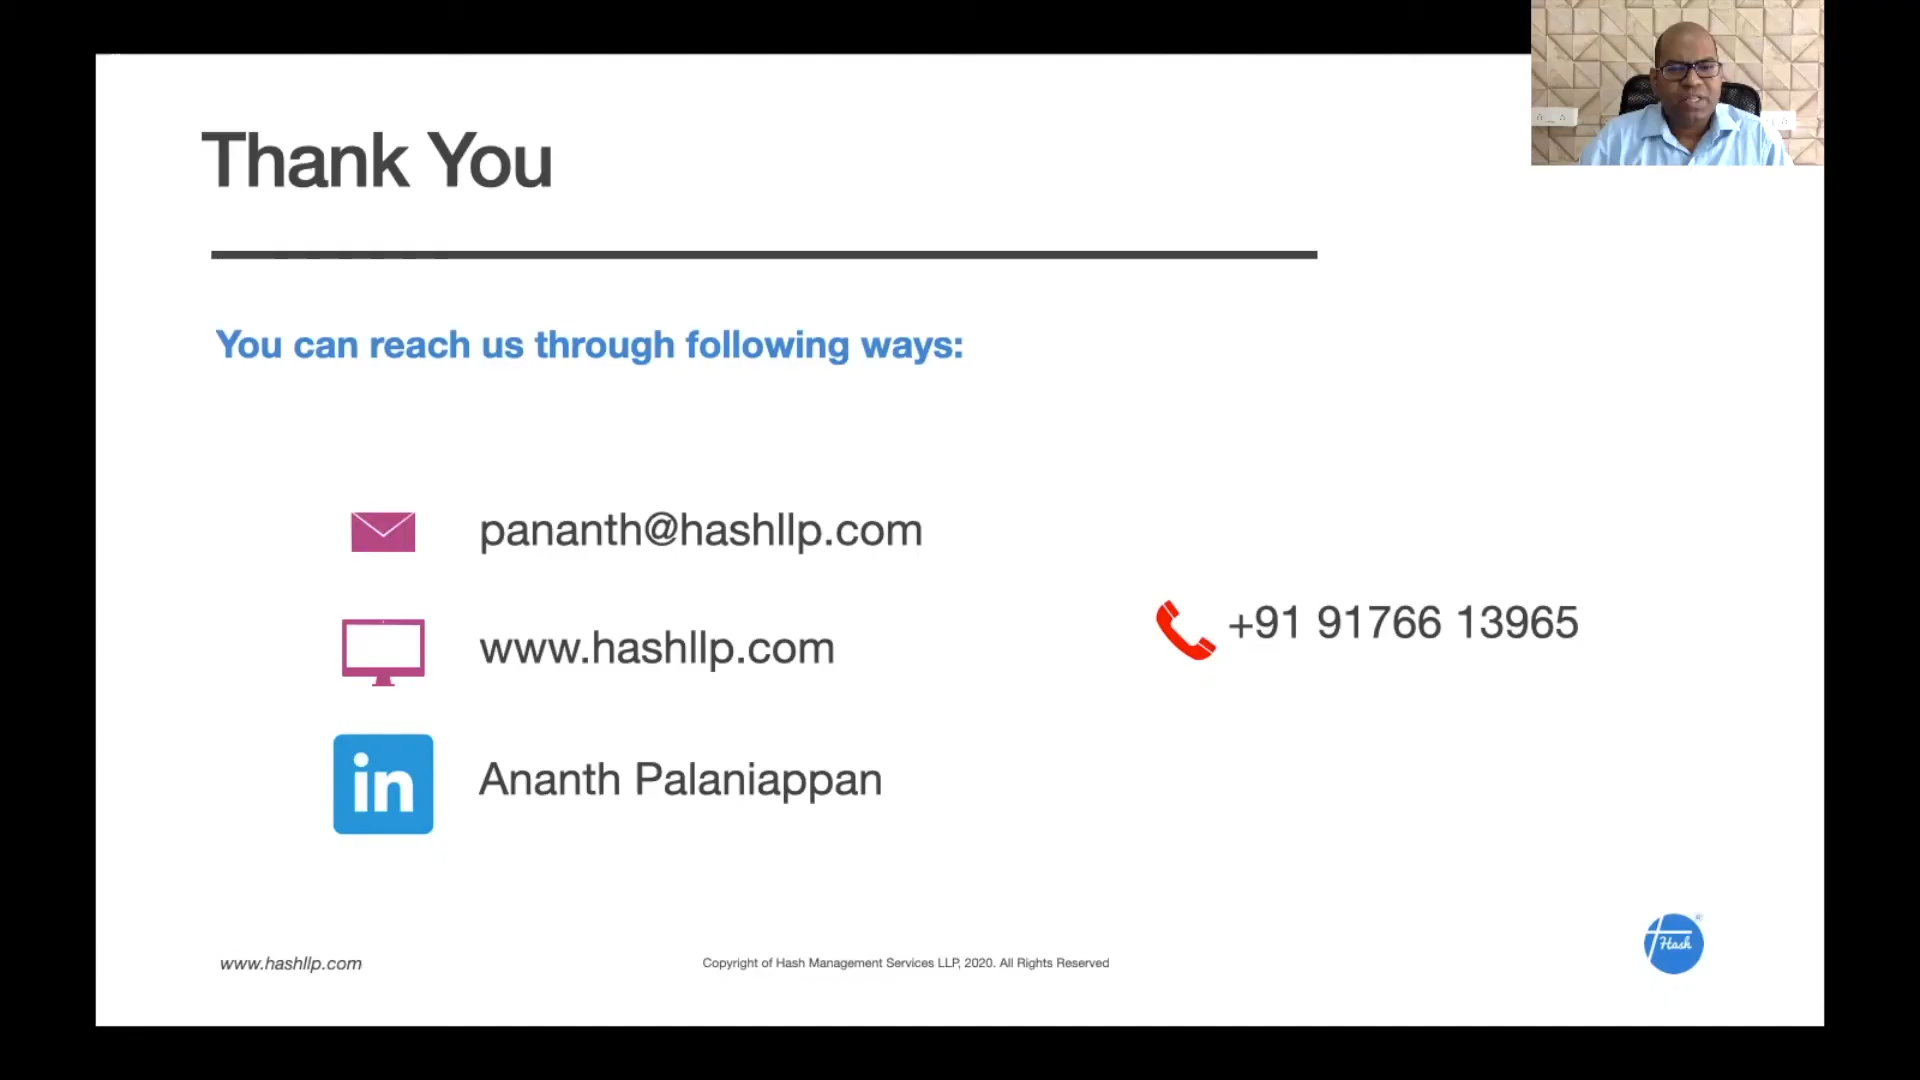 Thank You
You can reach us through following ways:
pananth@hashllp.com
www.hashllp.com
+91 91766 13965
in
Ananth Palaniappan
www.hashllp.com
Copyright of Hash Management Services LLP, 2020. All Rights Reserved
Hash